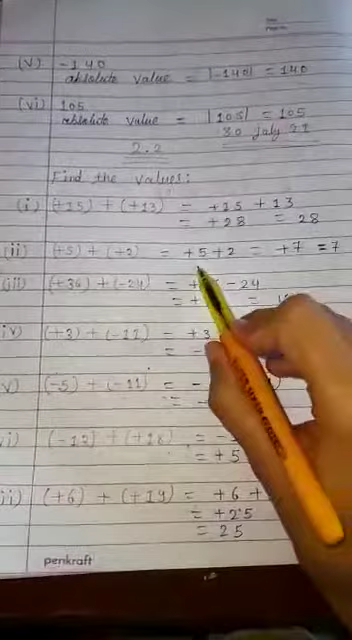 (v) -140
absolute value = |-140| = 140
(vi) 105
absolute value = |105| = 105
30 July 21
2.2
Find the values:
(i) (+15) + (+13) = +15 + 13
= +28 = 28
(ii) (+5) + (+2) = +5 + 2 = +7 = 7
(iii) (+36) + (-24) = + -24
= + =
iv) (+3) + (-12) = +3
= -
v) (-5) + (-11) = -
= -
vi) (-13) + (+18) = -
= +5
ii) (+6) + (+19) = +6 +
= +25
= 25
penkraft